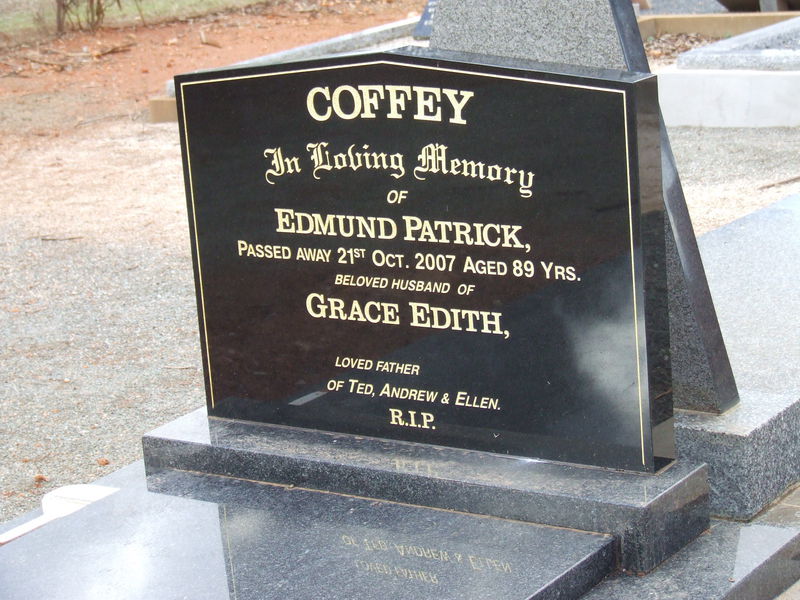 COFFEY
In Loving Memory
OF
EDMUND PATRICK,
PASSED AWAY 21ST OCT. 2007 AGED 89 YRS.
BELOVED HUSBAND OF
GRACE EDITH,
LOVED FATHER
OF TED, ANDREW & ELLEN.
R.I.P.